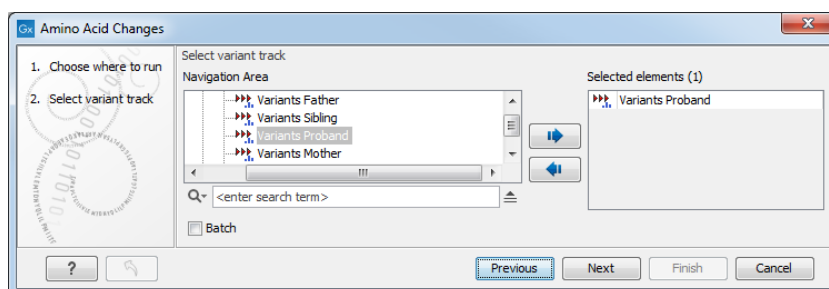 Gx Amino Acid Changes
1. Choose where to run
2. Select variant track
Select variant track
Navigation Area
Variants Father
Variants Sibling
Variants Proband
Variants Mother
<enter search term>
Batch
Selected elements (1)
Variants Proband
?
Previous
Next
Finish
Cancel